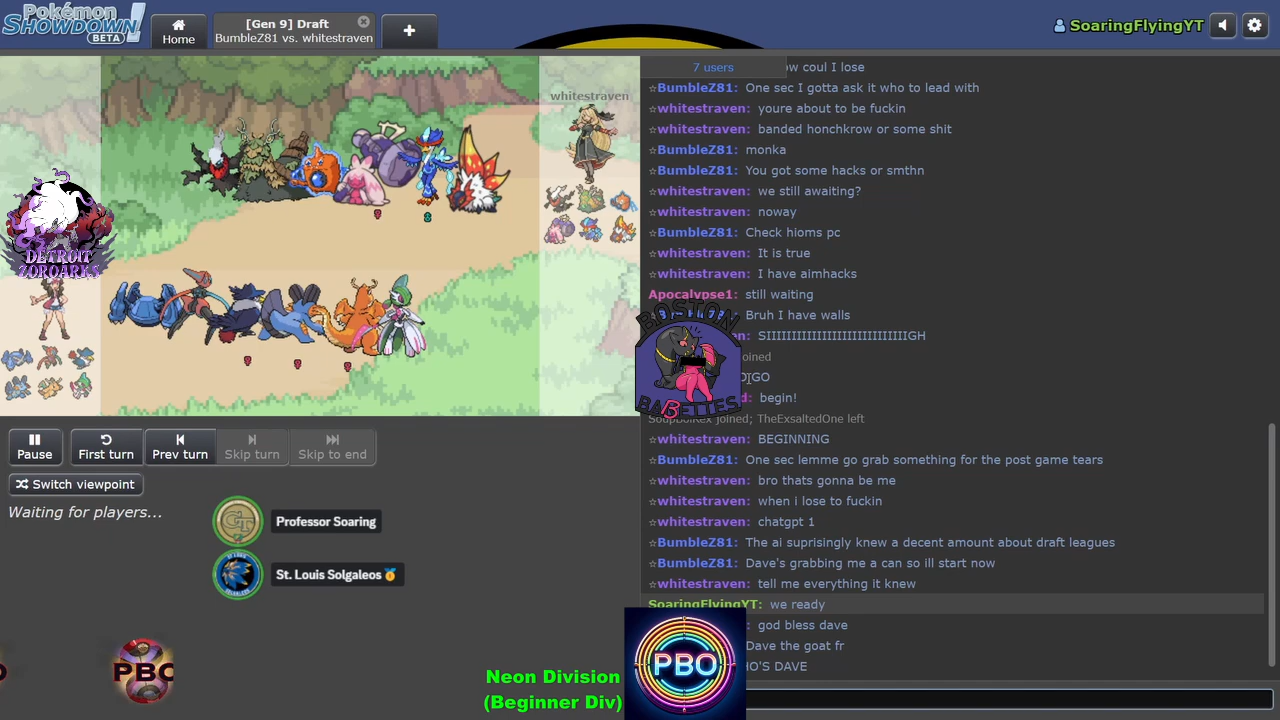 Pokémon
SHOWDOWN!
BETA
Home
[Gen 9] Draft
BumbleZ81 vs. whitestraven
SoaringFlyingYT
7 users
ow coul I lose
☆BumbleZ81: One sec I gotta ask it who to lead with
☆whitestraven: youre about to be fuckin
☆whitestraven: banded honchkrow or some shit
☆BumbleZ81: monka
☆BumbleZ81: You got some hacks or smthn
☆whitestraven: we still awaiting?
☆whitestraven: noway
☆BumbleZ81: Check hioms pc
☆whitestraven: It is true
☆whitestraven: I have aimhacks
Apocalypse1: still waiting
Bruh I have walls
n: SIIIIIIIIIIIIIIIIIIIIIIIIIIIIGH
oined
GO
d: begin!
joined; TheExsaltedOne left
☆whitestraven: BEGINNING
☆BumbleZ81: One sec lemme go grab something for the post game tears
☆whitestraven: bro thats gonna be me
☆whitestraven: when i lose to fuckin
☆whitestraven: chatgpt 1
☆BumbleZ81: The ai suprisingly knew a decent amount about draft leagues
☆BumbleZ81: Dave's grabbing me a can so ill start now
☆whitestraven: tell me everything it knew
SoaringFlyingYT: we ready
: god bless dave
Dave the goat fr
O'S DAVE
whitestraven
DETROIT
ZOROARKS
BOSTON
BABETTES
Pause
First turn
Prev turn
Skip turn
Skip to end
Switch viewpoint
Waiting for players...
GT
Professor Soaring
St. Louis Solgaleos
PBO
Neon Division
(Beginner Div)
PBO